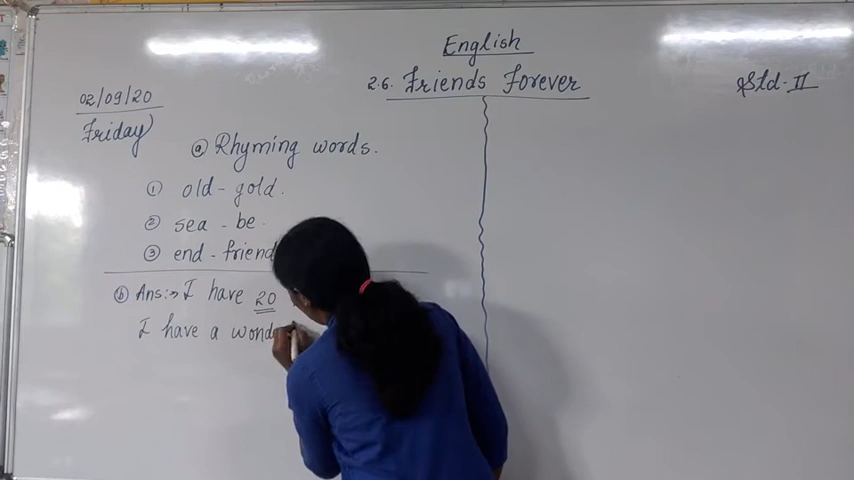 English
2.6. Friends Forever
Std-II
02/09/20
Friday
(a) Rhyming words.
(1) old - gold.
(2) sea - be.
(3) end - friend
(b) Ans:→ I have 20
I have a wond